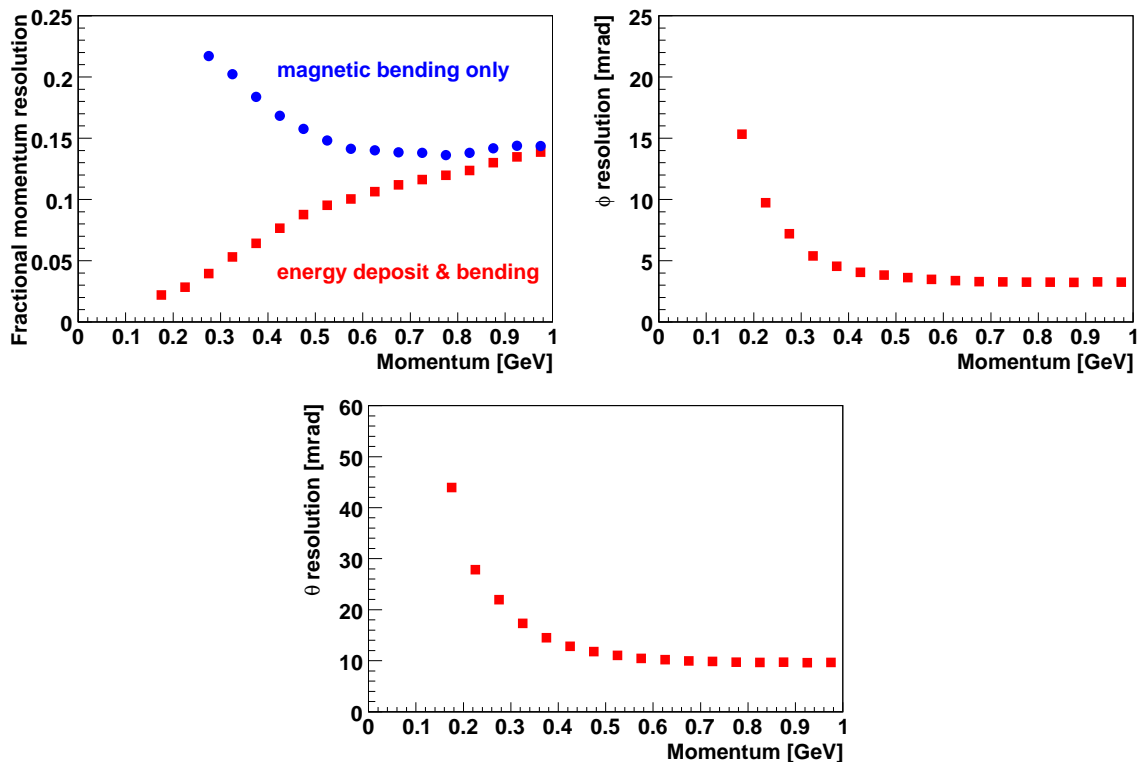 Fractional momentum resolution
0.25
0.2
0.15
0.1
0.05
0
magnetic bending only
energy deposit & bending
0 0.1 0.2 0.3 0.4 0.5 0.6 0.7 0.8 0.9 1
Momentum [GeV]
ϕ resolution [mrad]
25
20
15
10
5
0
0 0.1 0.2 0.3 0.4 0.5 0.6 0.7 0.8 0.9 1
Momentum [GeV]
θ resolution [mrad]
60
50
40
30
20
10
0
0 0.1 0.2 0.3 0.4 0.5 0.6 0.7 0.8 0.9 1
Momentum [GeV]